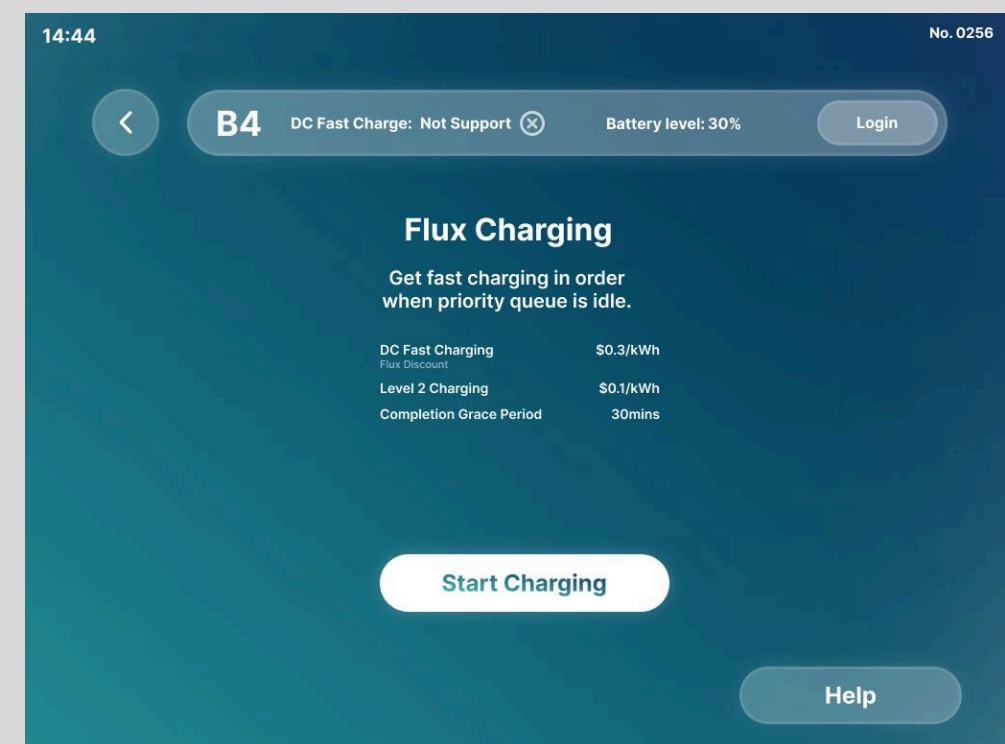 14:44
No. 0256
B4
DC Fast Charge: Not Support
Battery level: 30%
Login
Flux Charging
Get fast charging in order
when priority queue is idle.
DC Fast Charging $0.3/kWh
Flux Discount
Level 2 Charging $0.1/kWh
Completion Grace Period 30mins
Start Charging
Help